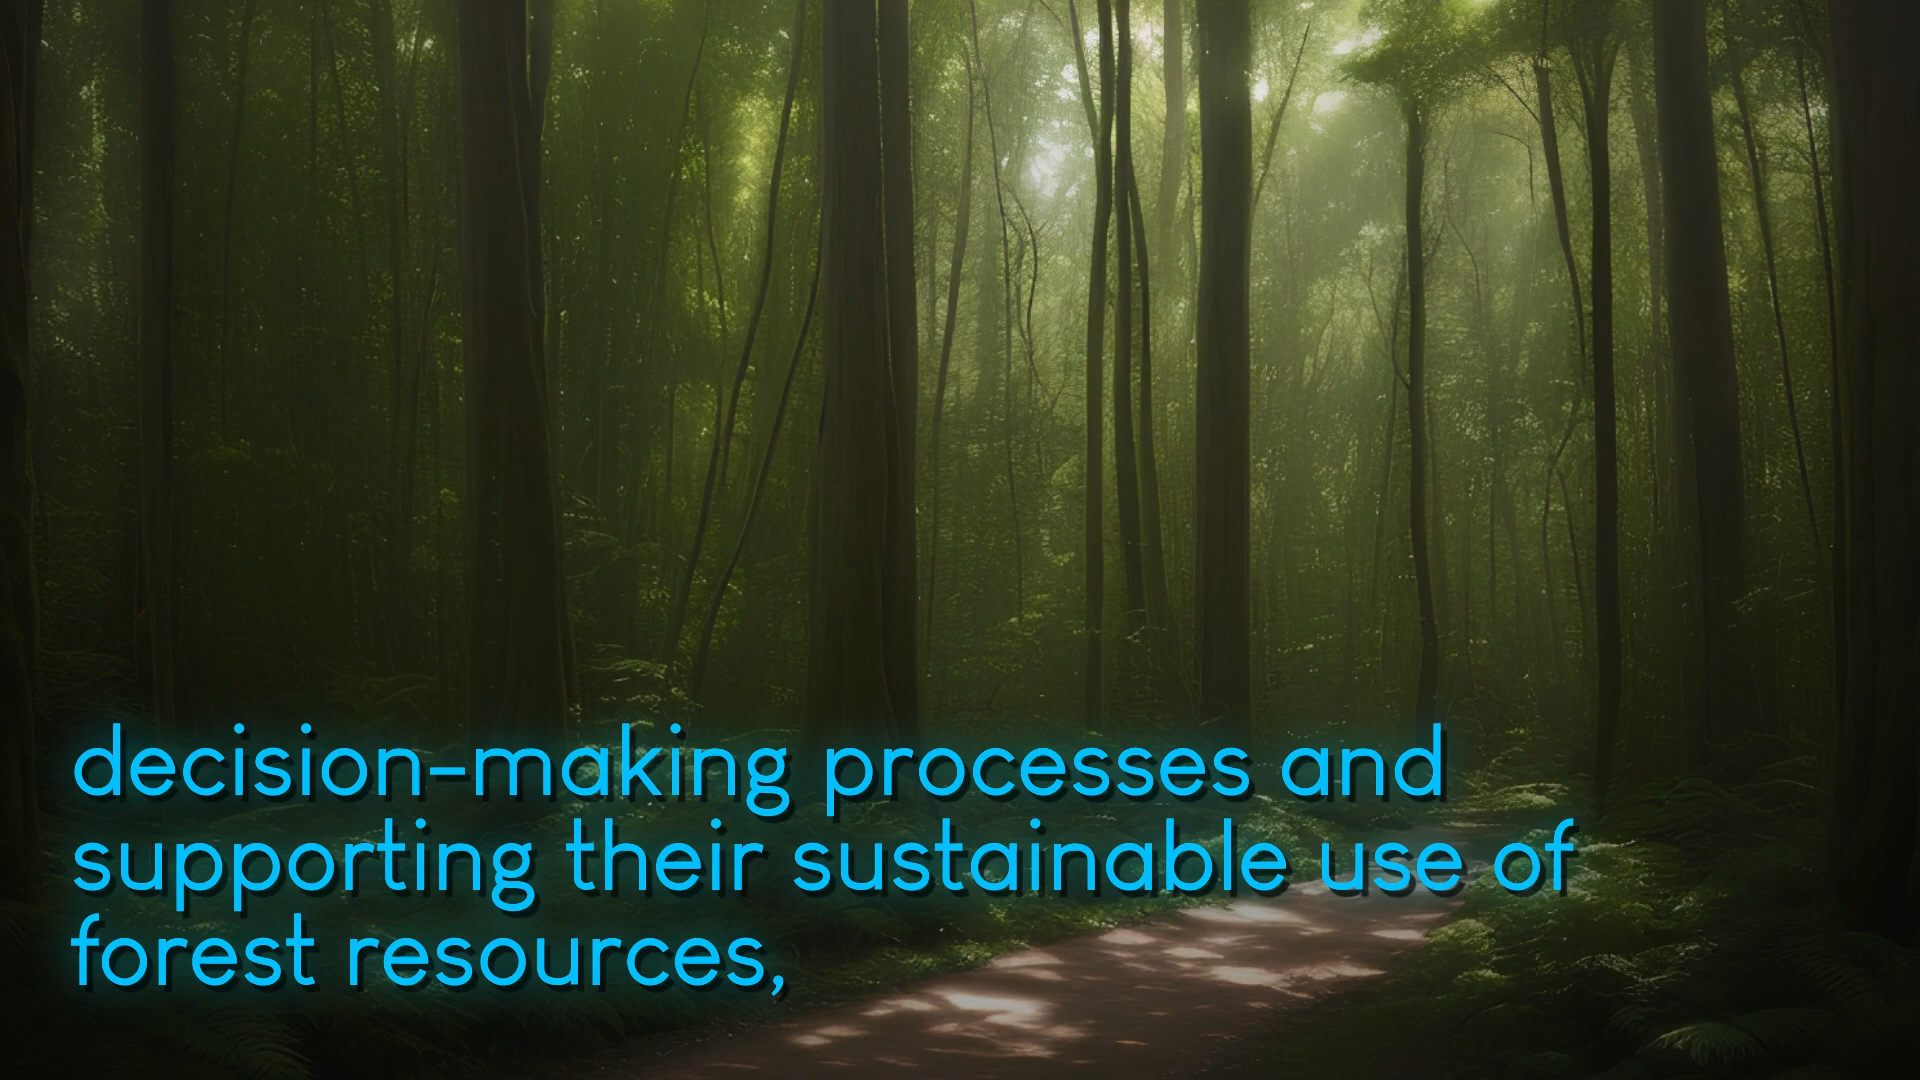 decision-making processes and
supporting their sustainable use of
forest resources,